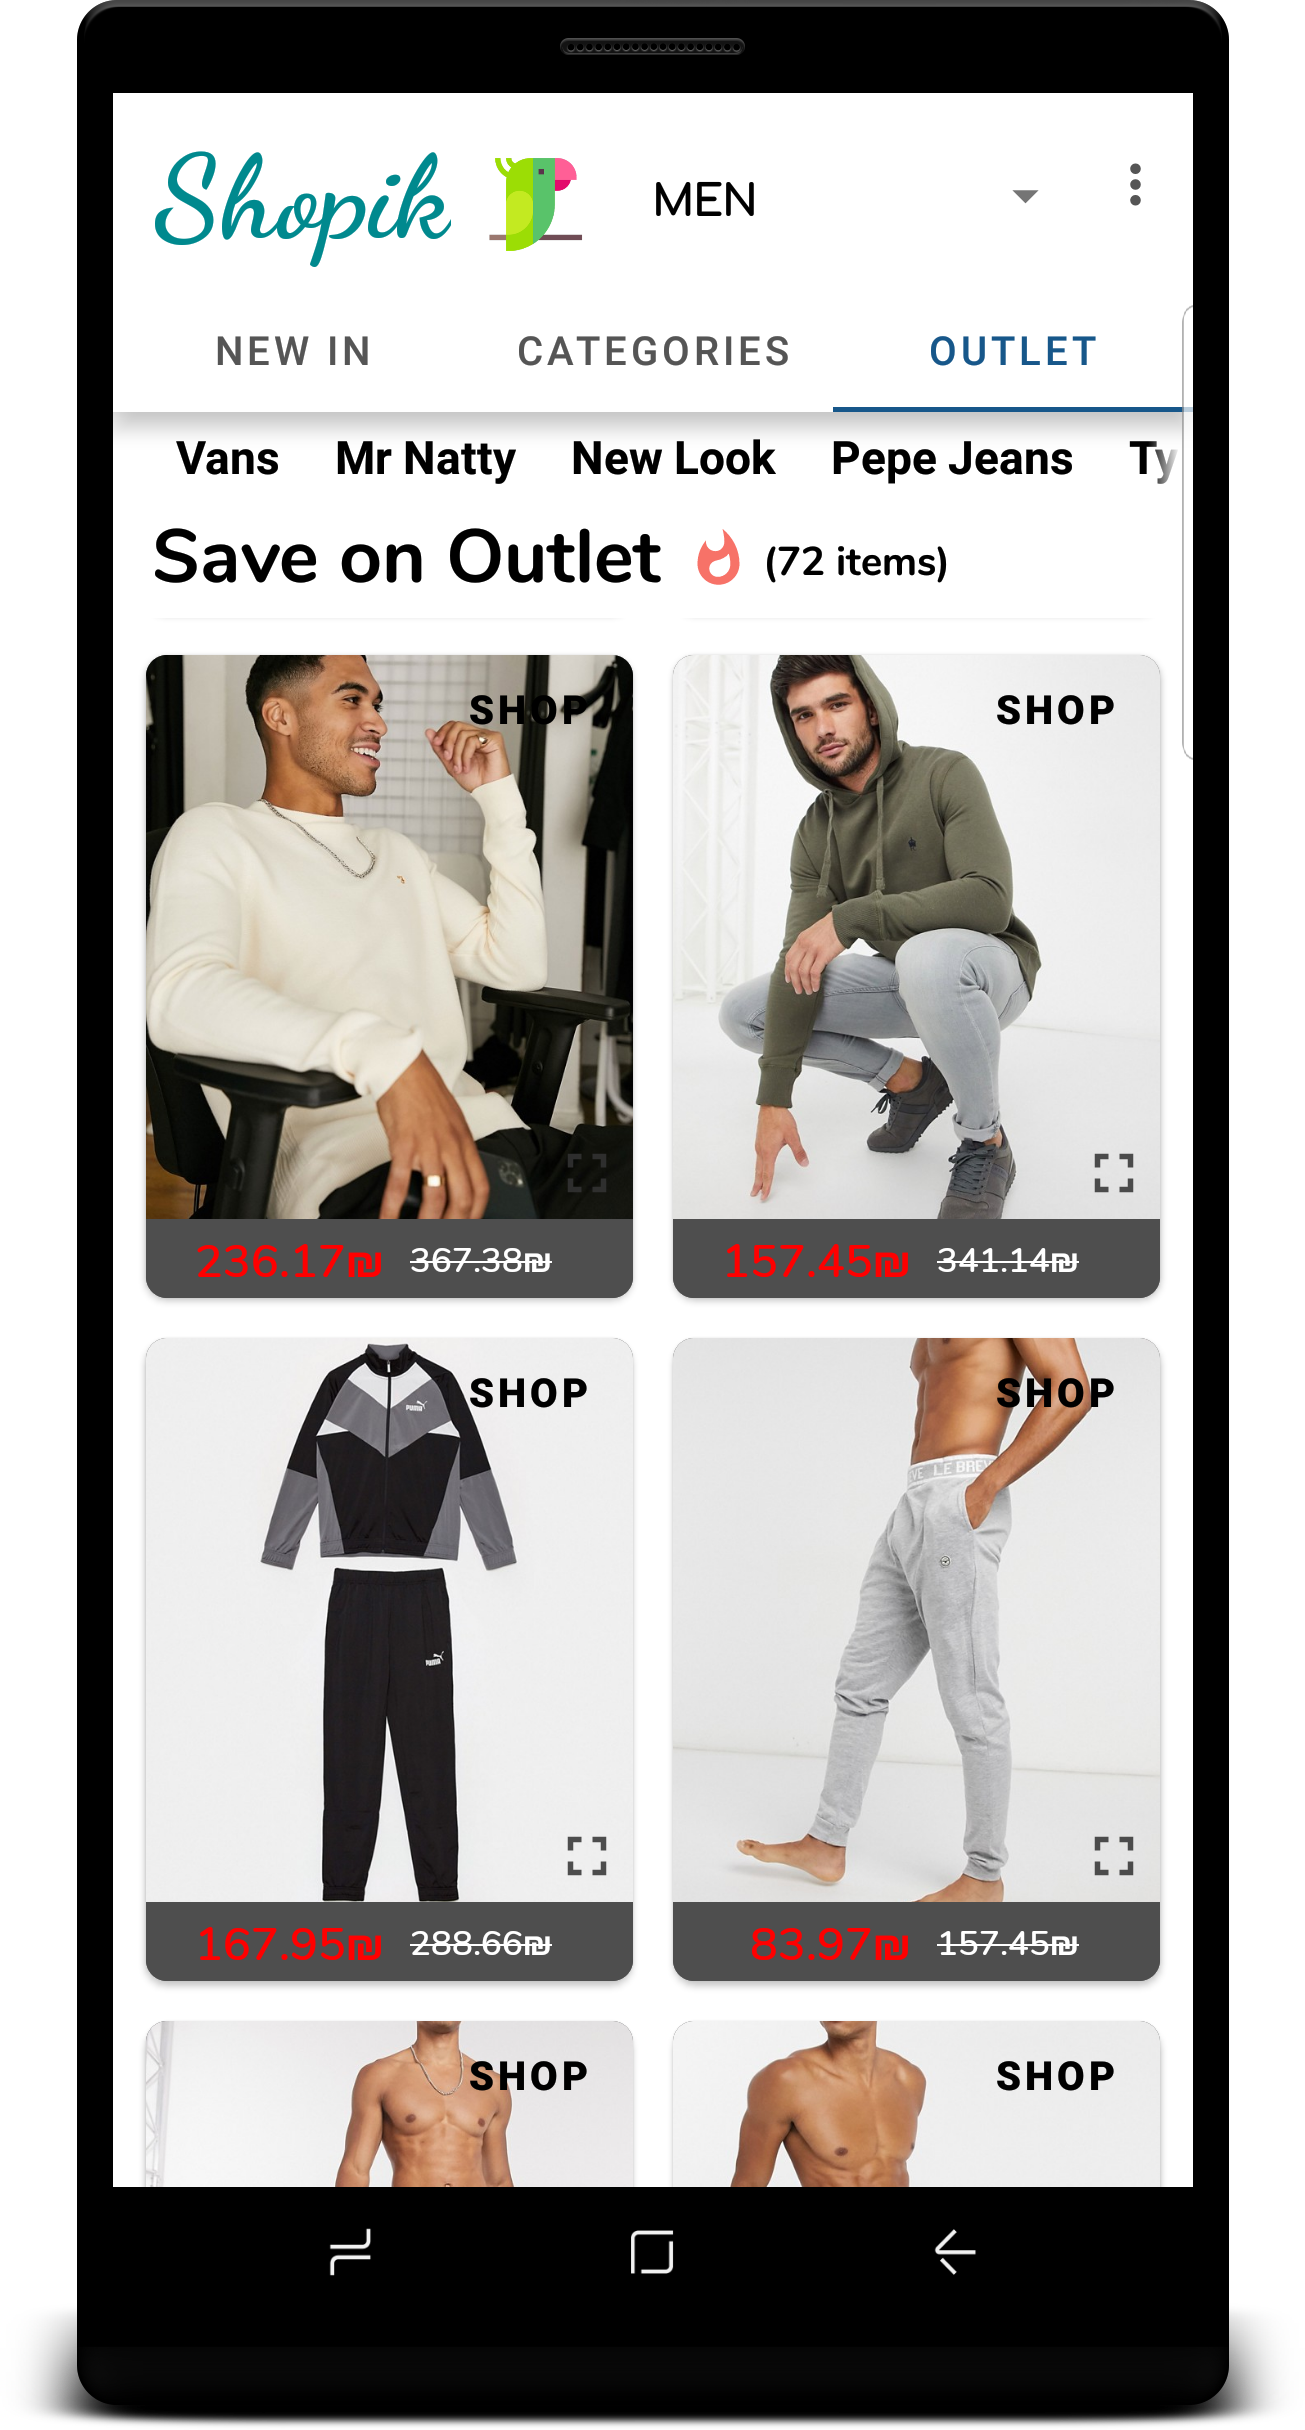 Shopik MEN
NEW IN CATEGORIES OUTLET
Vans Mr Natty New Look Pepe Jeans Ty
Save on Outlet (72 items)
SHOP SHOP
236.17₪ 367.38₪ 157.45₪ 341.14₪
PUMA SHOP SHOP
LE BREVE
PUMA
167.95₪ 288.66₪ 83.97₪ 157.45₪
SHOP SHOP